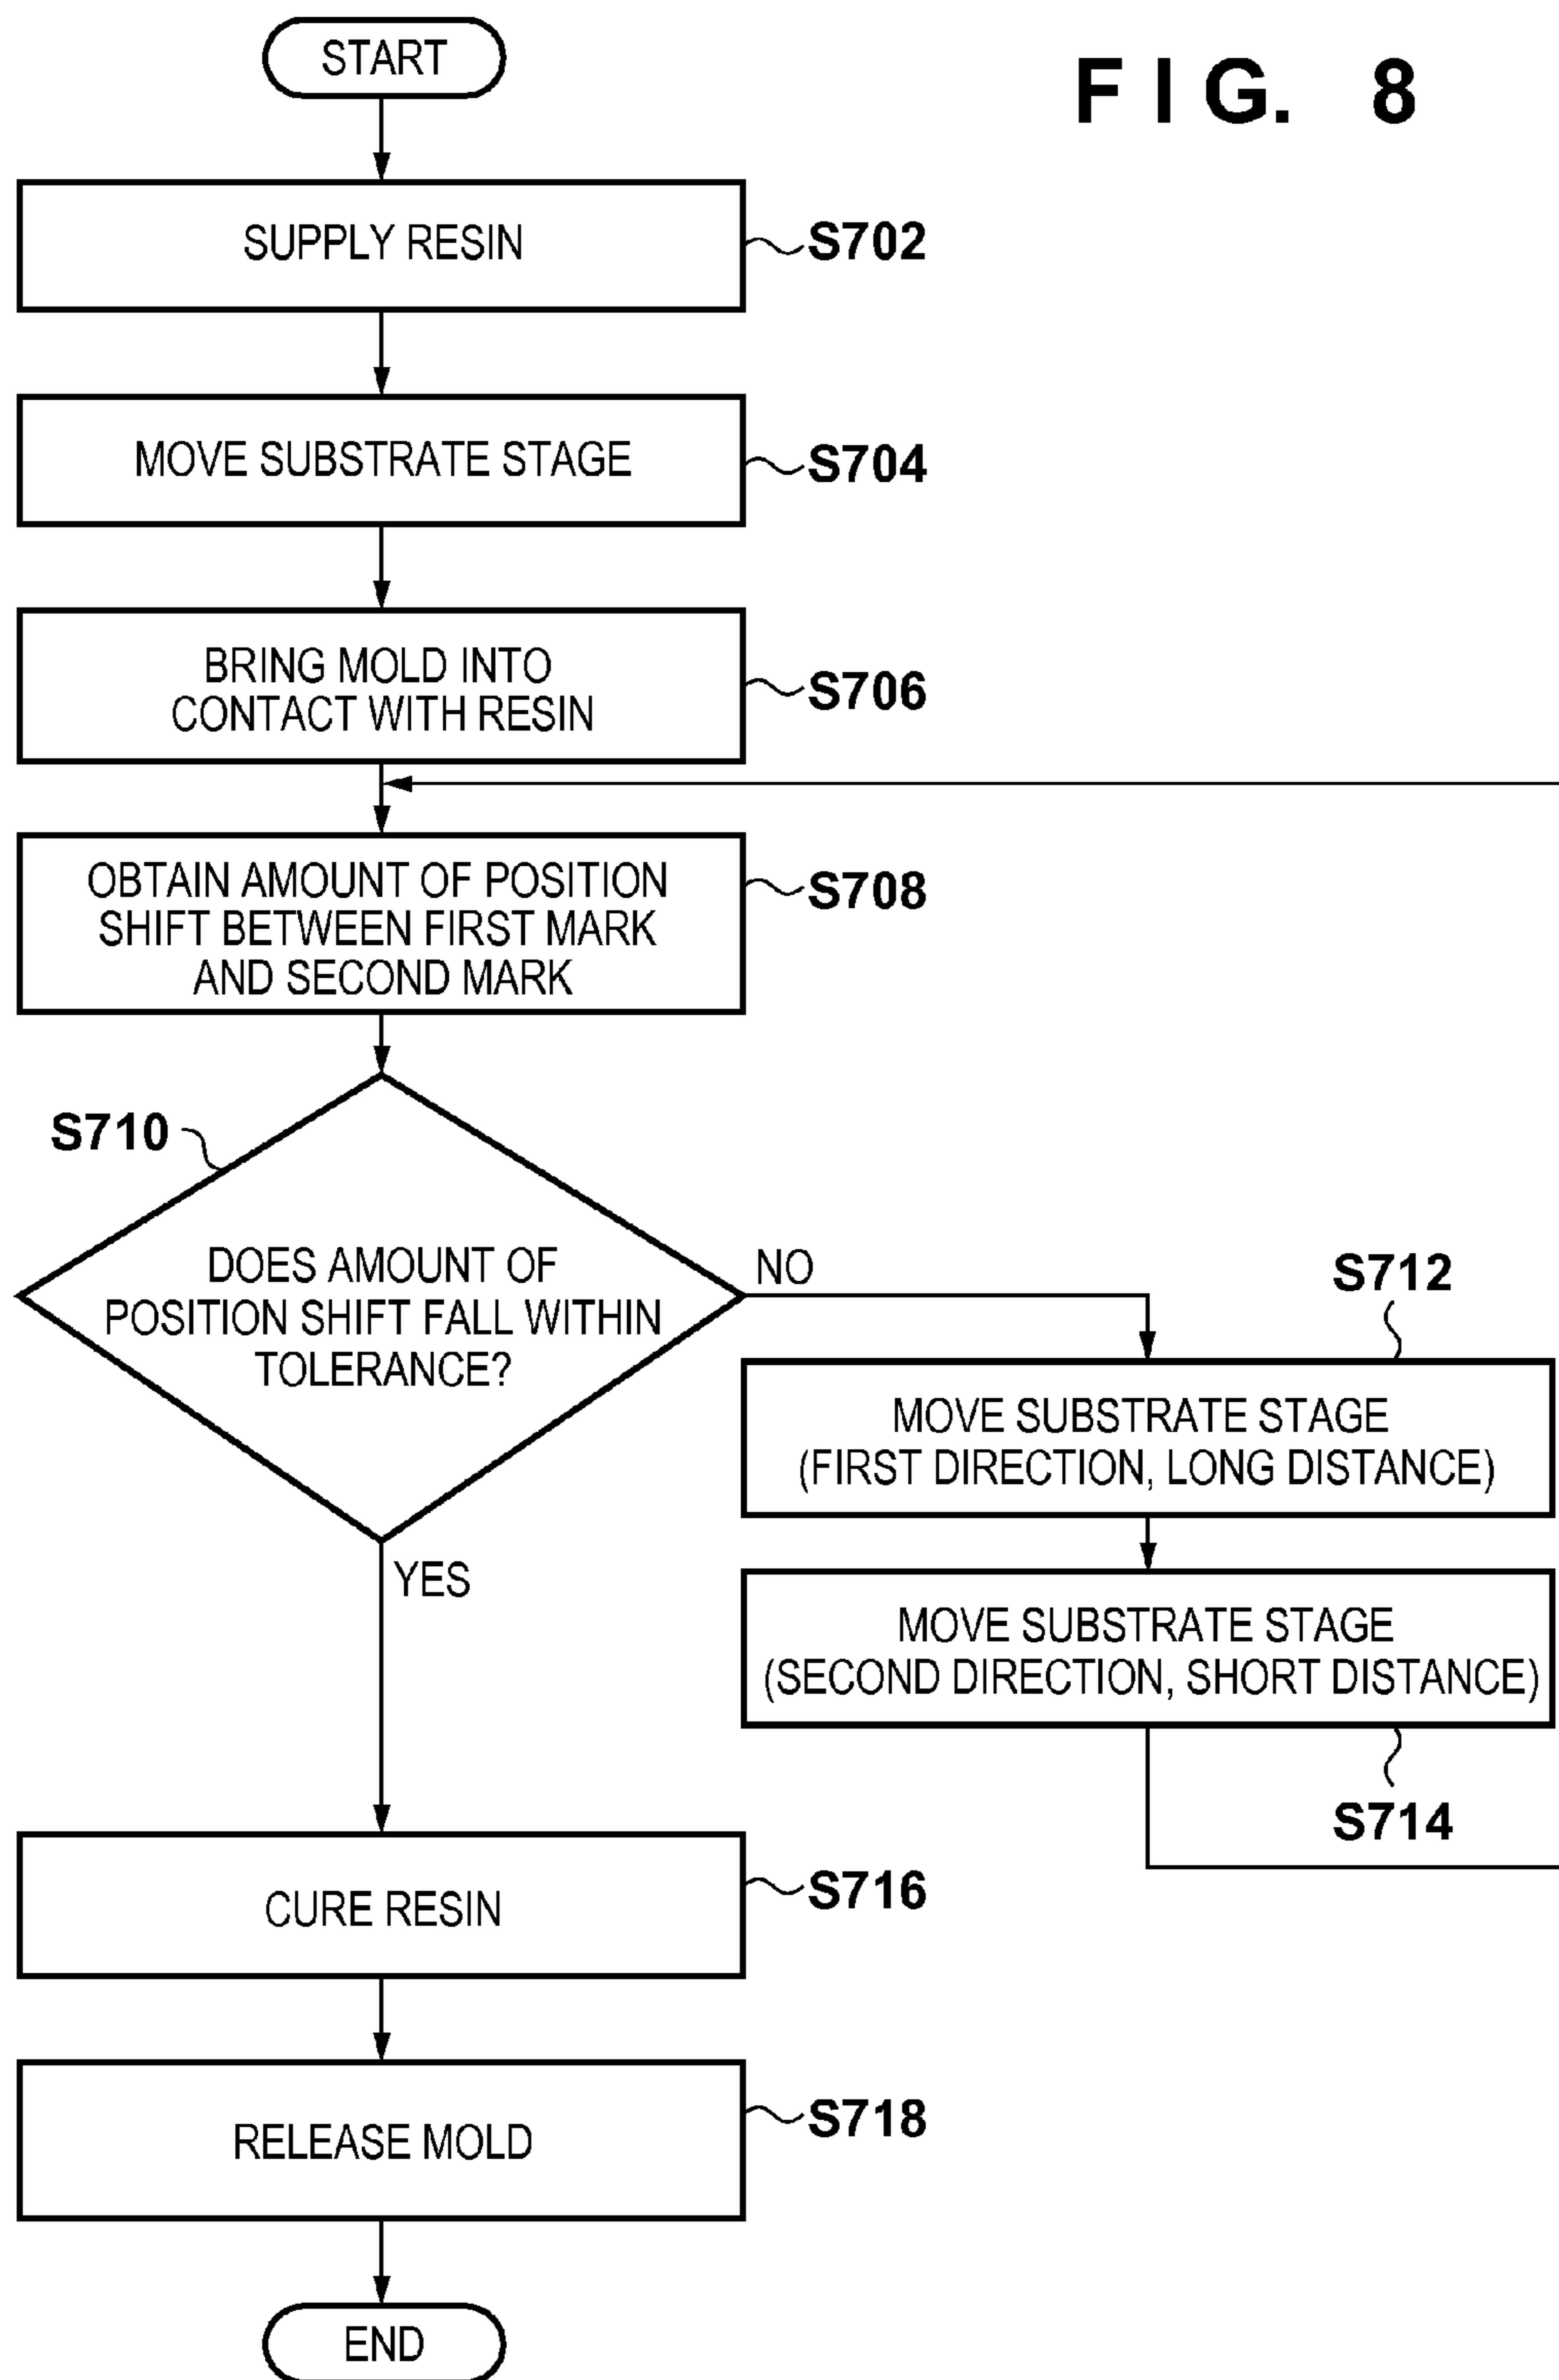 FIG. 8
START
SUPPLY RESIN
S702
MOVE SUBSTRATE STAGE
S704
BRING MOLD INTO
CONTACT WITH RESIN
S706
OBTAIN AMOUNT OF POSITION
SHIFT BETWEEN FIRST MARK
AND SECOND MARK
S708
S710
DOES AMOUNT OF
POSITION SHIFT FALL WITHIN
TOLERANCE?
NO
S712
MOVE SUBSTRATE STAGE
(FIRST DIRECTION, LONG DISTANCE)
MOVE SUBSTRATE STAGE
(SECOND DIRECTION, SHORT DISTANCE)
S714
YES
CURE RESIN
S716
RELEASE MOLD
S718
END